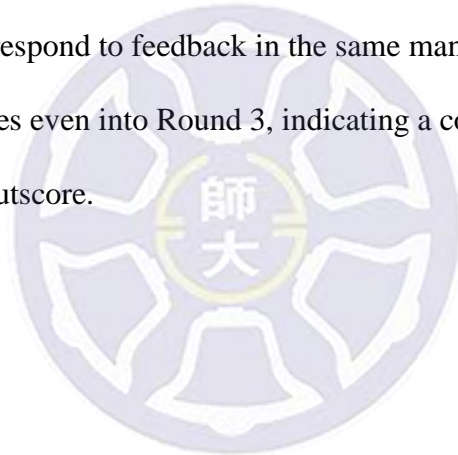 espond to feedback in the same man
es even into Round 3, indicating a co
utscore.
師
大